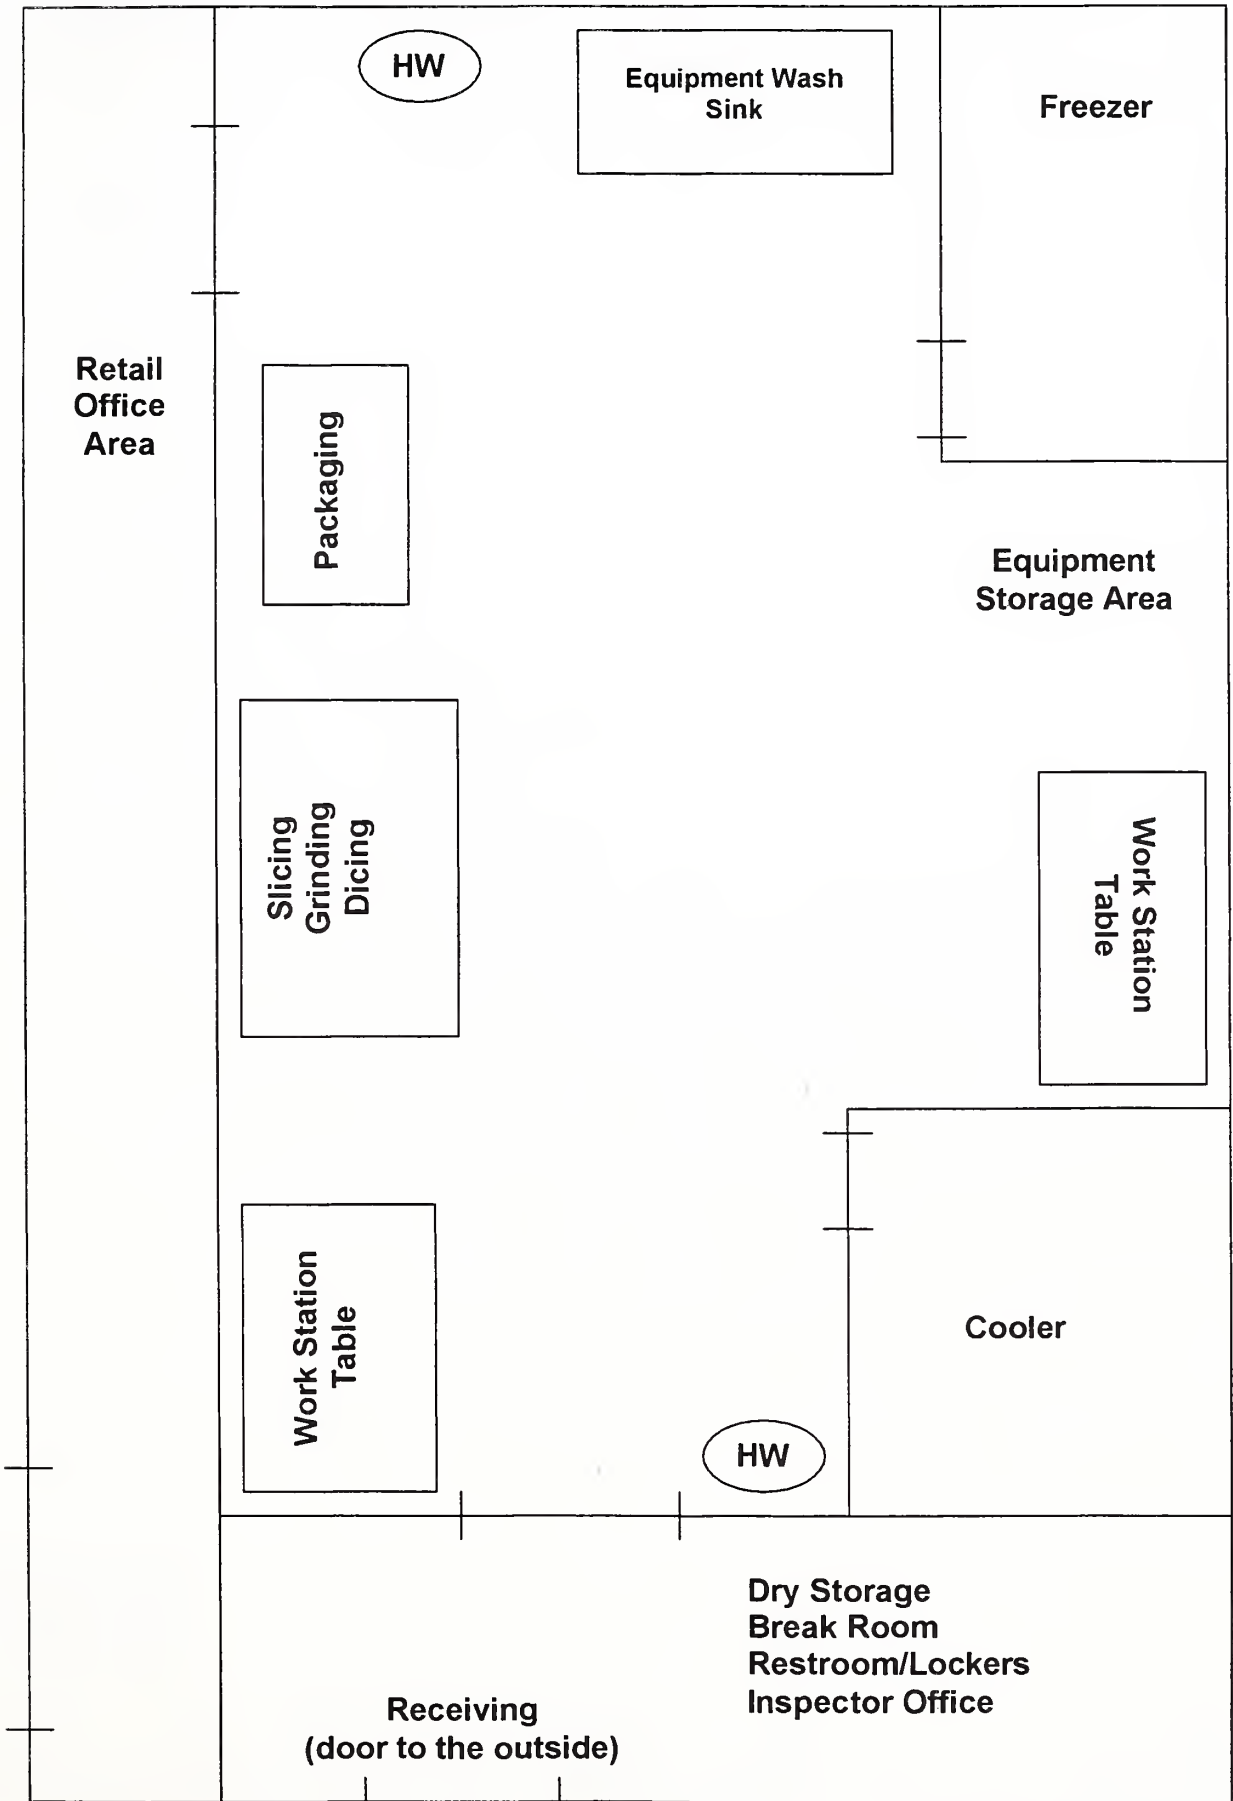 HW
Equipment Wash
Sink
Freezer
Retail
Office
Area
Packaging
Equipment
Storage Area
Slicing
Grinding
Dicing
Work Station
Table
Work Station
Table
Cooler
HW
Dry Storage
Break Room
Restroom/Lockers
Inspector Office
Receiving
(door to the outside)